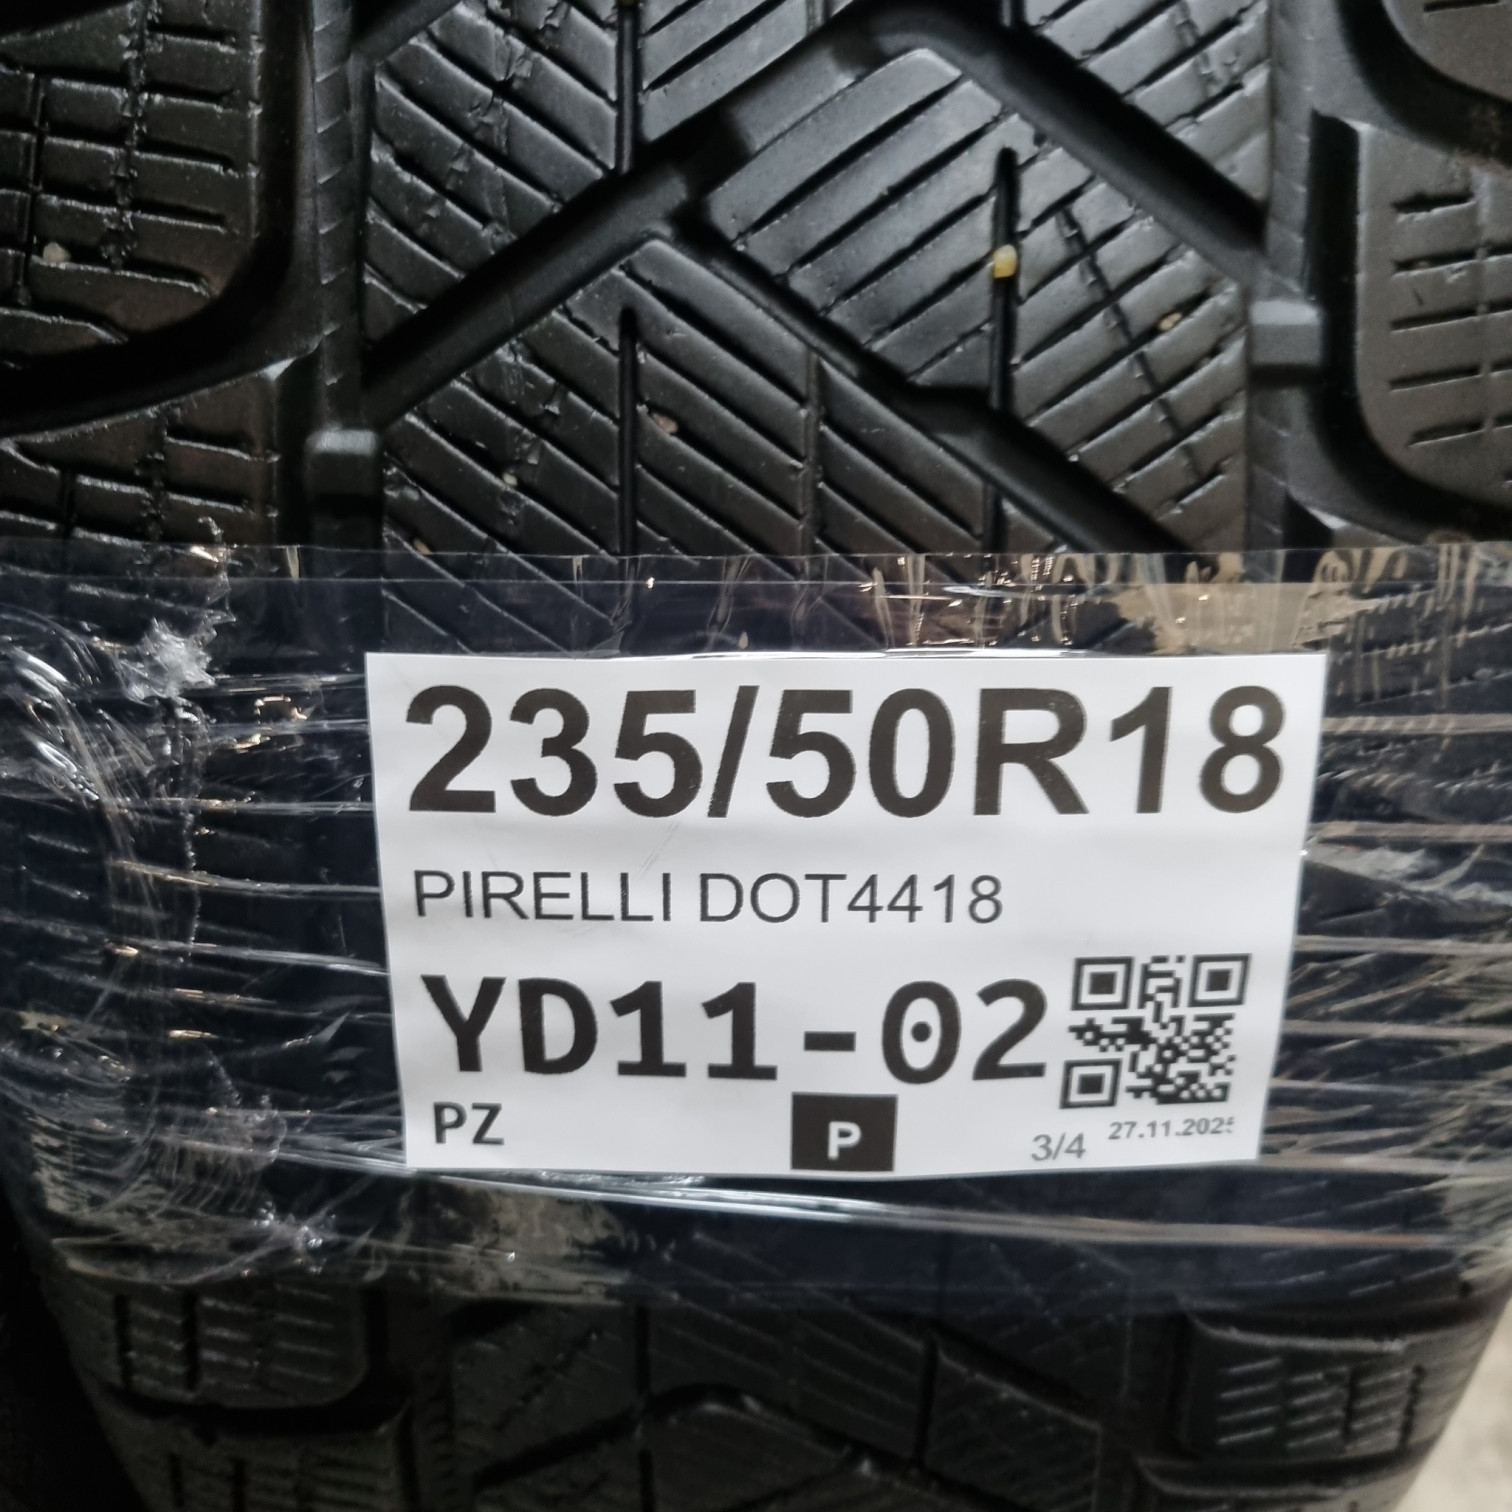 235/50R18
PIRELLI DOT4418
YD11-02
PZ
P
3/4
27.11.2025